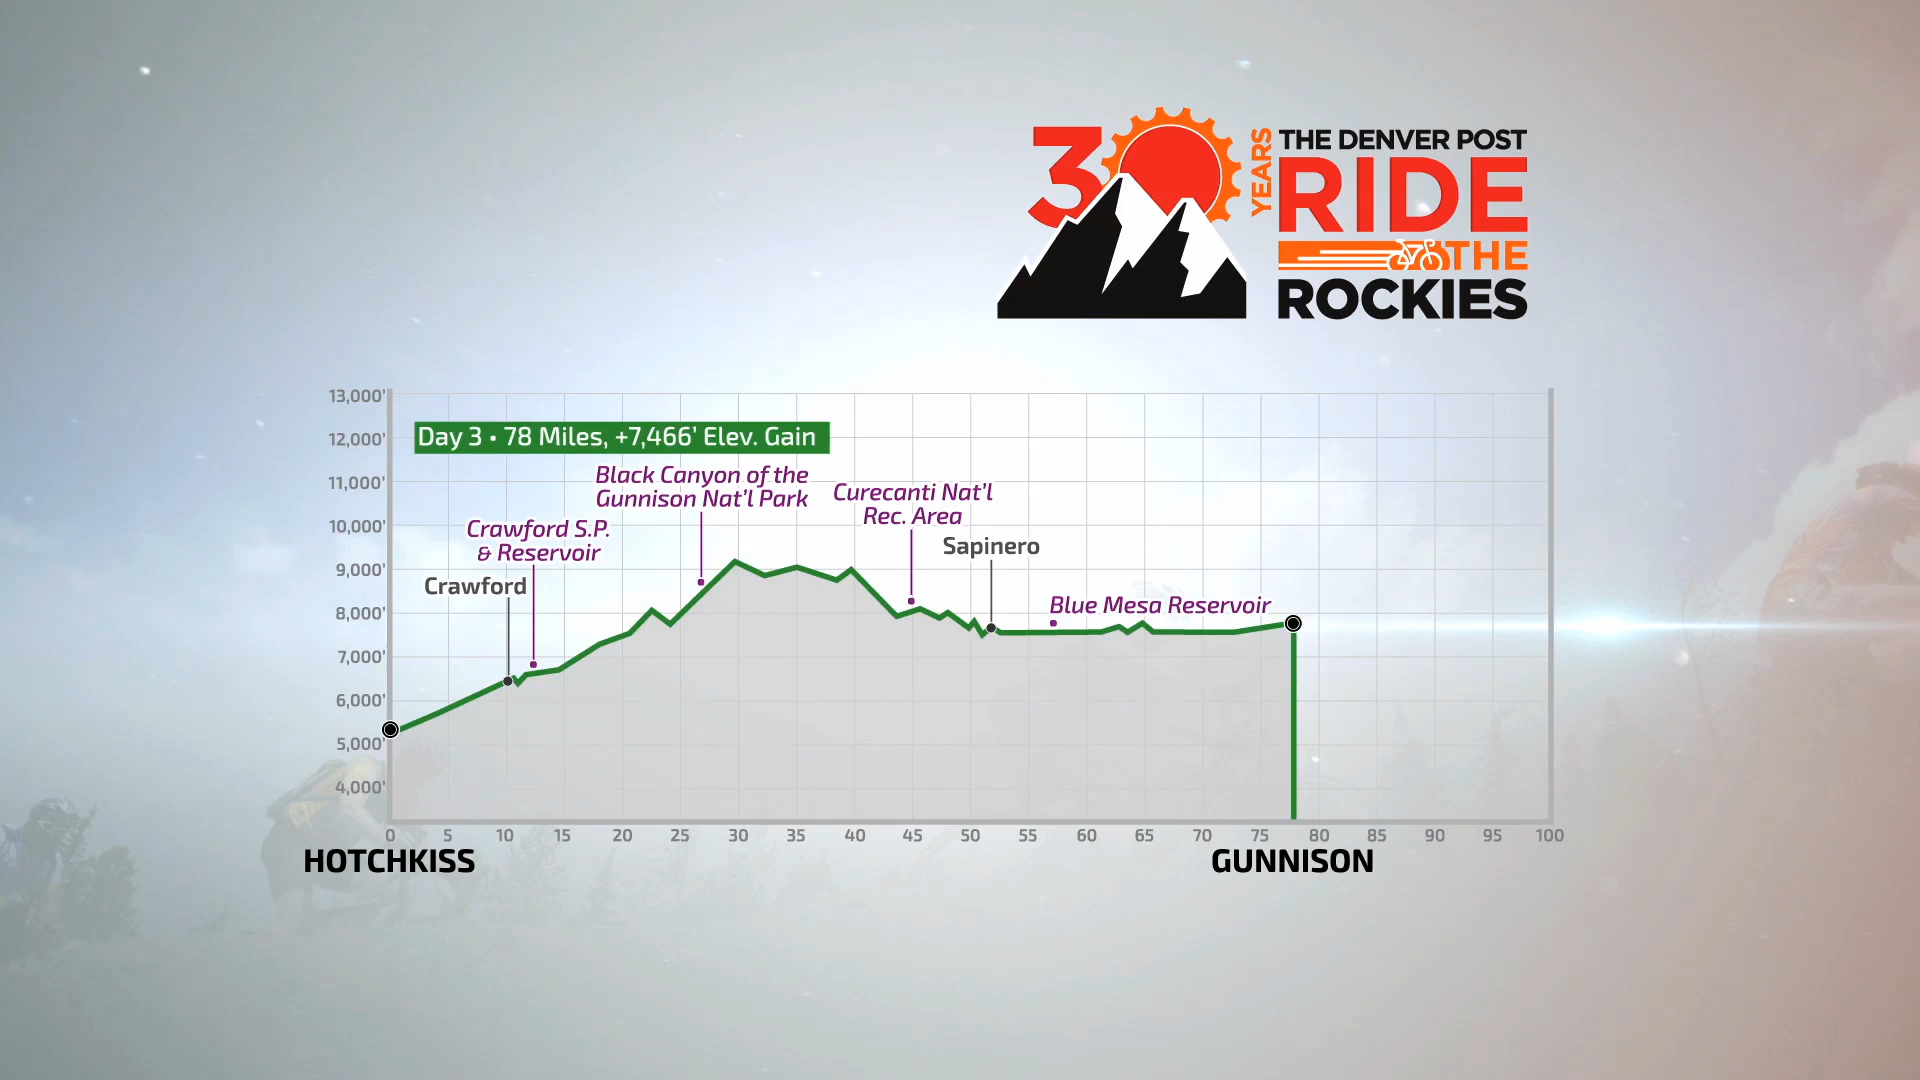 30
YEARS
THE DENVER POST
RIDE
THE
ROCKIES
13,000'
12,000'
11,000'
10,000'
9,000'
8,000'
7,000'
6,000'
5,000'
4,000'
Day 3 • 78 Miles, +7,466' Elev. Gain
Black Canyon of the
Gunnison Nat'l Park
Curecanti Nat'l
Rec. Area
Crawford S.P.
& Reservoir
Sapinero
Crawford
Blue Mesa Reservoir
0 5 10 15 20 25 30 35 40 45 50 55 60 65 70 75 80 85 90 95 100
HOTCHKISS
GUNNISON